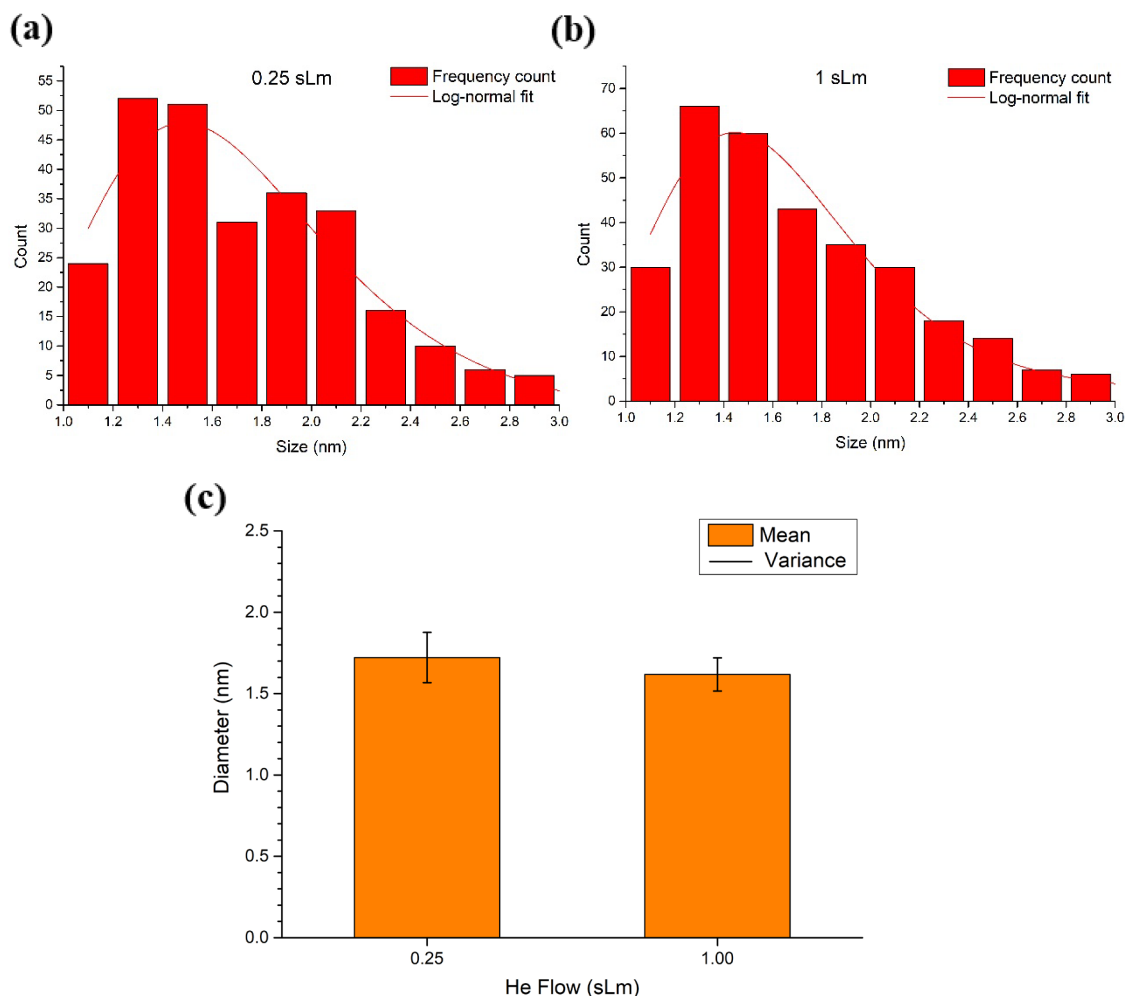 (a)
0.25 sLm
Frequency count
Log-normal fit
55
50
45
40
35
30
25
20
15
10
5
0
Count
1.0 1.2 1.4 1.6 1.8 2.0 2.2 2.4 2.6 2.8 3.0
Size (nm)
(b)
1 sLm
Frequency count
Log-normal fit
70
60
50
40
30
20
10
0
Count
1.0 1.2 1.4 1.6 1.8 2.0 2.2 2.4 2.6 2.8 3.0
Size (nm)
(c)
Mean
Variance
2.5
2.0
1.5
1.0
0.5
0.0
Diameter (nm)
0.25 1.00
He Flow (sLm)